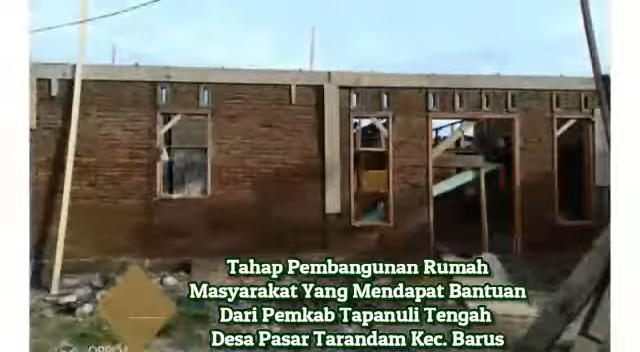 Tahap Pembangunan Rumah
Masyarakat Yang Mendapat Bantuan
Dari Pemkab Tapanuli Tengah
Desa Pasar Tarandam Kec. Barus